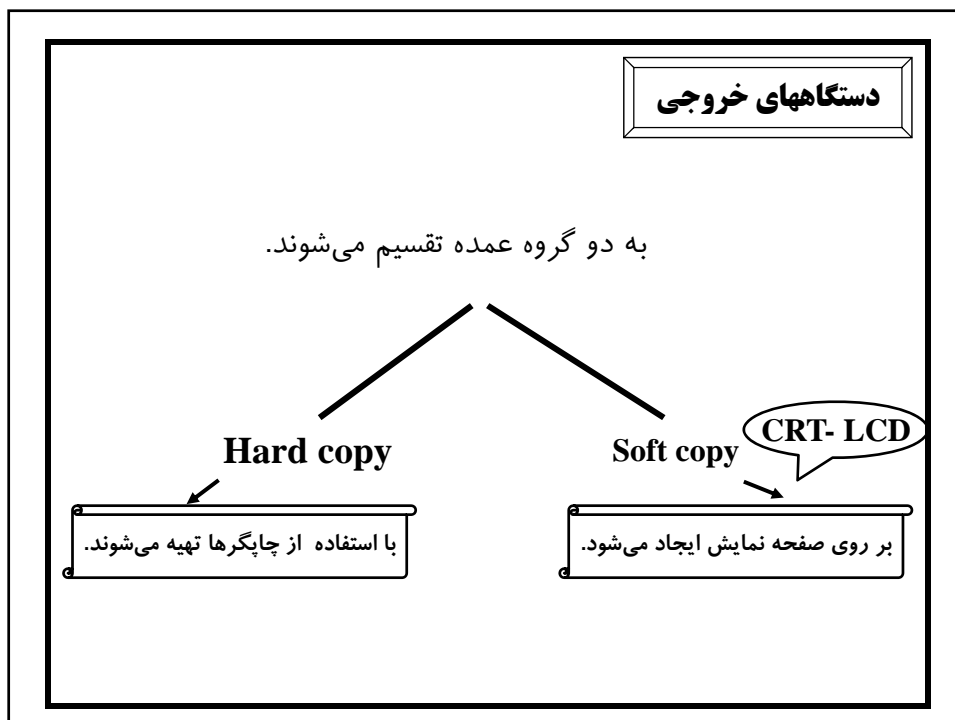 دستگاههای خروجی
به دو گروه عمده تقسیم می‌شوند.
CRT- LCD
Soft copy
Hard copy
بر روی صفحه نمایش ایجاد می‌شود.
با استفاده از چاپگرها تهیه می‌شوند.